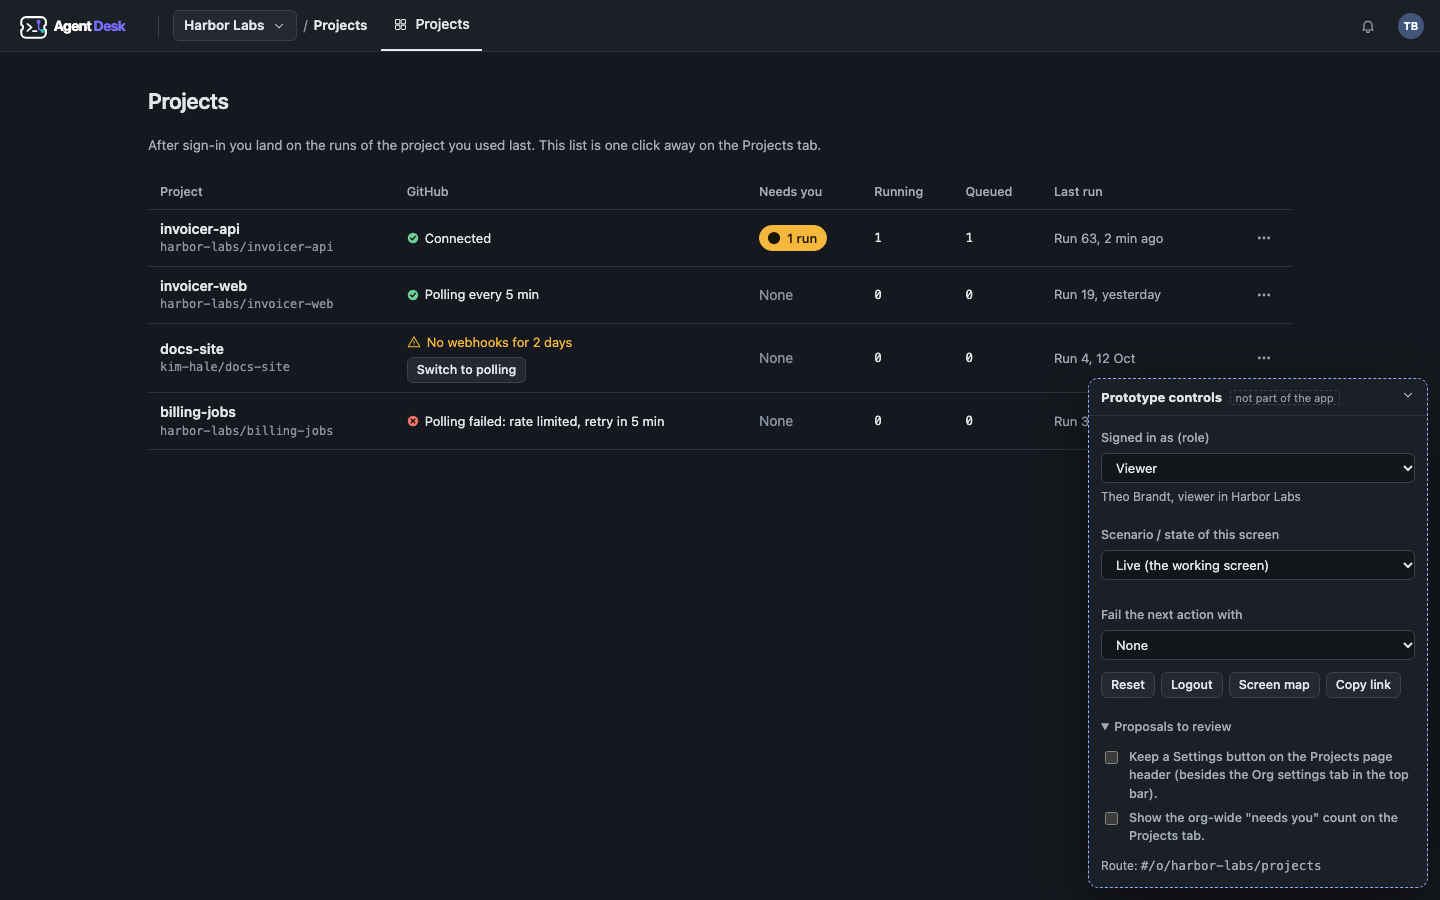 AgentDesk
Harbor Labs / Projects
Projects
TB
Projects
After sign-in you land on the runs of the project you used last. This list is one click away on the Projects tab.
Project GitHub Needs you Running Queued Last run
invoicer-api
harbor-labs/invoicer-api
Connected
1 run
1
1
Run 63, 2 min ago
invoicer-web
harbor-labs/invoicer-web
Polling every 5 min
None
0
0
Run 19, yesterday
docs-site
kim-hale/docs-site
No webhooks for 2 days
Switch to polling
None
0
0
Run 4, 12 Oct
billing-jobs
harbor-labs/billing-jobs
Polling failed: rate limited, retry in 5 min
None
0
0
Run 3
Prototype controls not part of the app
Signed in as (role)
Viewer
Theo Brandt, viewer in Harbor Labs
Scenario / state of this screen
Live (the working screen)
Fail the next action with
None
Reset Logout Screen map Copy link
Proposals to review
Keep a Settings button on the Projects page
header (besides the Org settings tab in the top
bar).
Show the org-wide "needs you" count on the
Projects tab.
Route: #/o/harbor-labs/projects